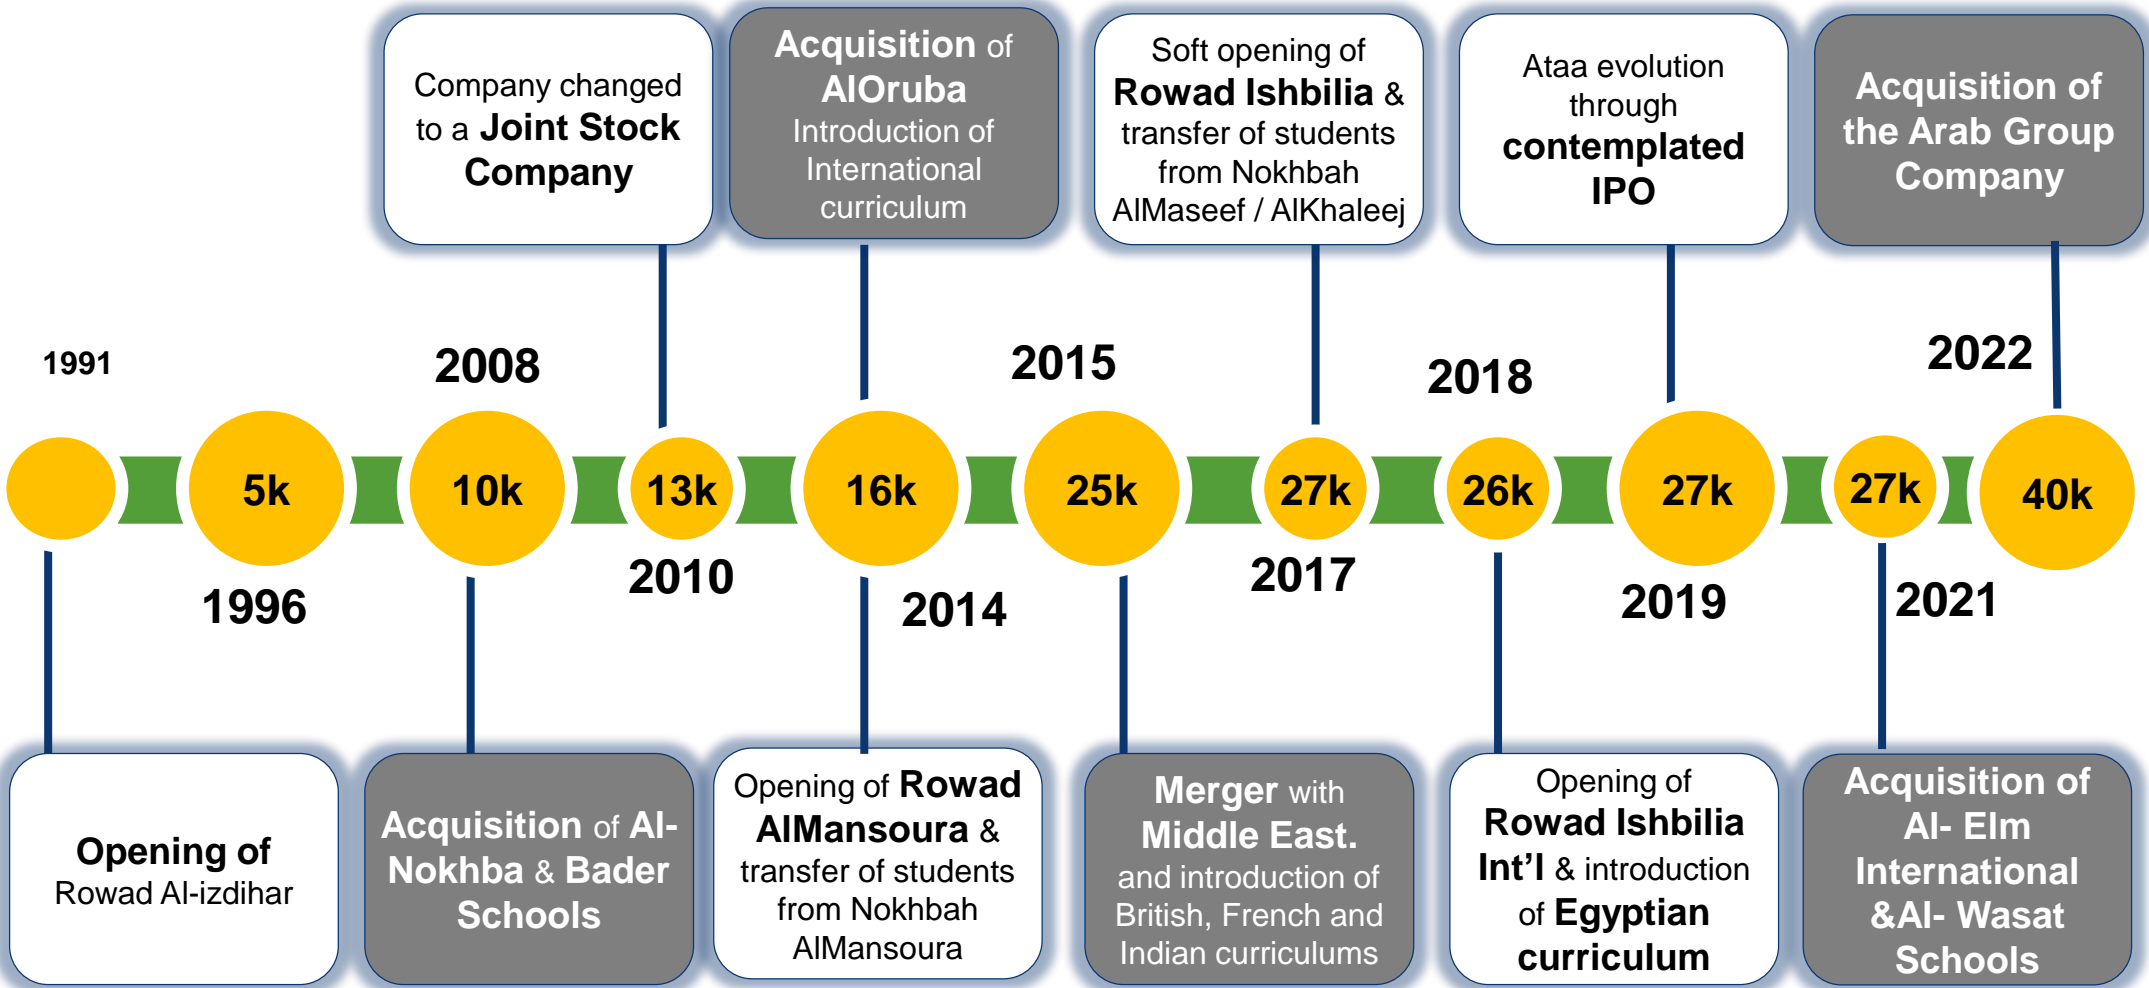 Company changed
to a Joint Stock
Company
Acquisition of
AlOruba
Introduction of
International
curriculum
Soft opening of
Rowad Ishbilia &
transfer of students
from Nokhbah
AlMaseef / AlKhaleej
Ataa evolution
through
contemplated
IPO
Acquisition of
the Arab Group
Company
1991
2008
2015
2018
2022
5k
10k
13k
16k
25k
27k
26k
27k
27k
40k
1996
2010
2014
2017
2019
2021
Opening of
Rowad Al-izdihar
Acquisition of Al-
Nokhba & Bader
Schools
Opening of Rowad
AlMansoura &
transfer of students
from Nokhbah
AlMansoura
Merger with
Middle East.
and introduction of
British, French and
Indian curriculums
Opening of
Rowad Ishbilia
Int’l & introduction
of Egyptian
curriculum
Acquisition of
Al- Elm
International
&Al- Wasat
Schools